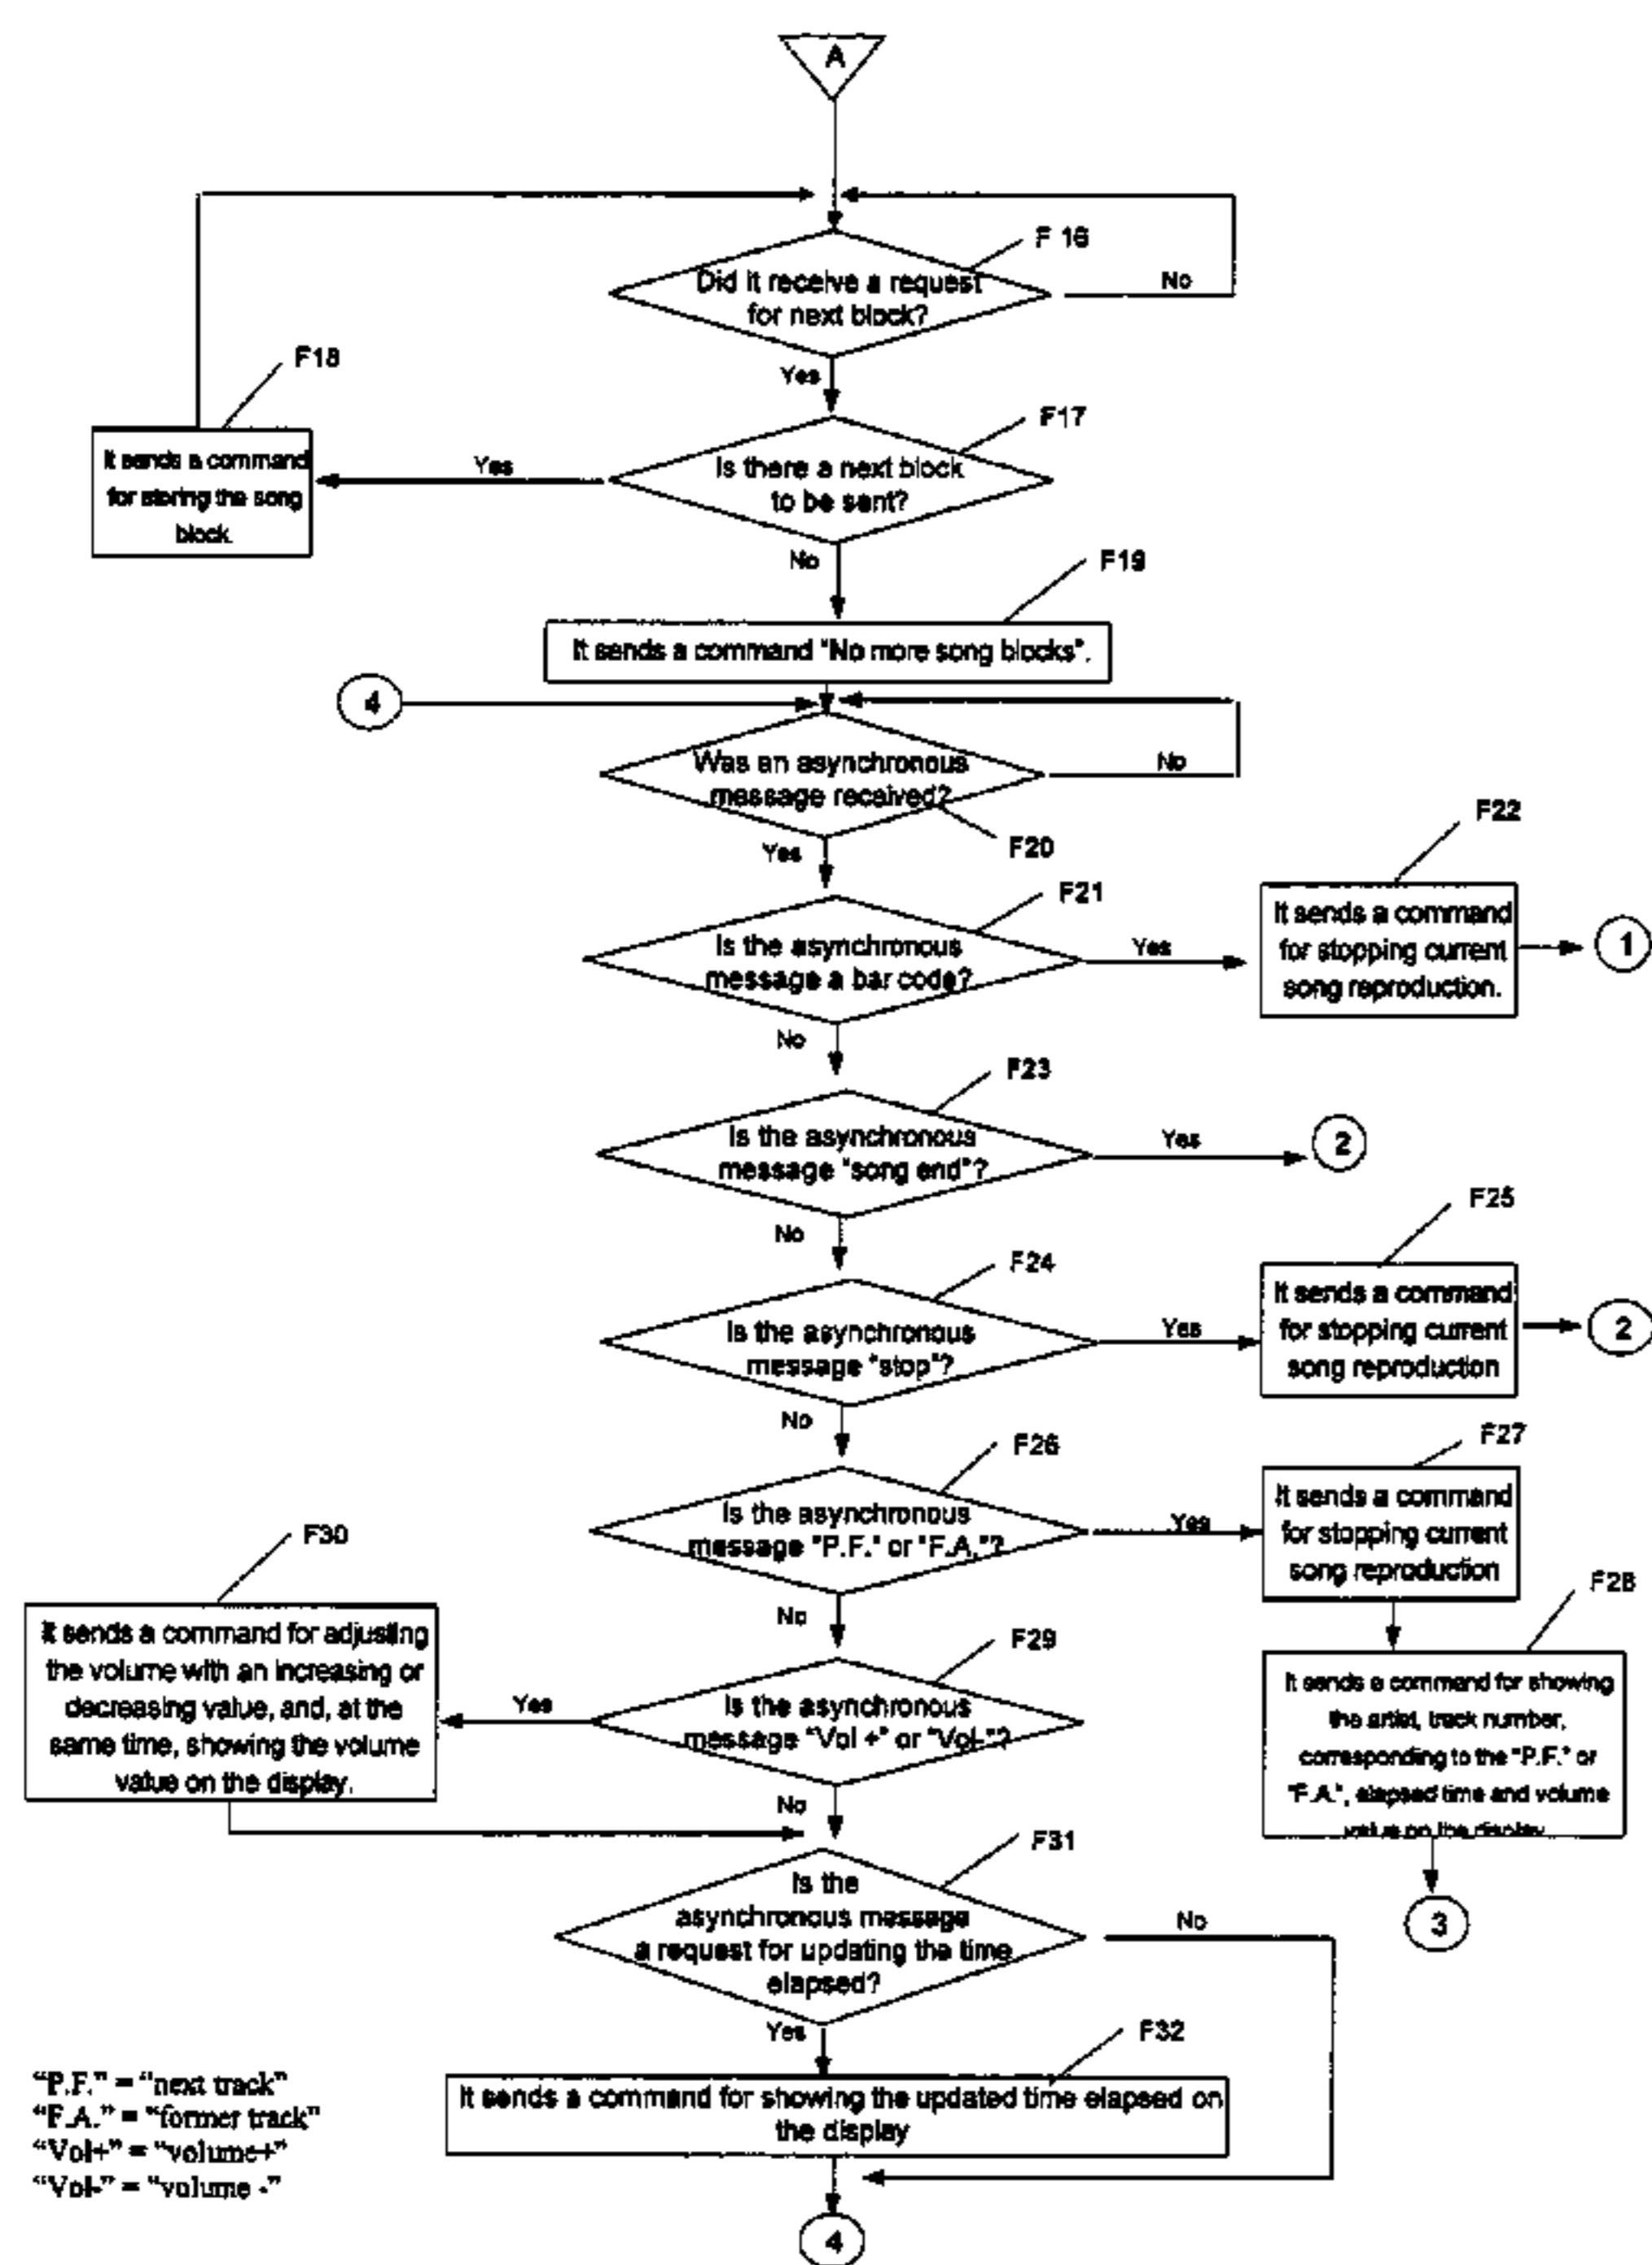 A
F 16
Did it receive a request
for next block?
No
Yes
F18
F17
It sends a command
for storing the song
block.
Yes
Is there a next block
to be sent?
No
F19
It sends a command "No more song blocks".
4
Was an asynchronous
message received?
No
F20
Yes
F22
F21
Is the asynchronous
message a bar code?
Yes
It sends a command
for stopping current
song reproduction.
1
No
F23
Is the asynchronous
message "song end"?
Yes
2
No
F25
F24
Is the asynchronous
message "stop"?
Yes
It sends a command
for stopping current
song reproduction
2
No
F26
F27
Is the asynchronous
message "P.F." or "F.A."?
Yes
It sends a command
for stopping current
song reproduction
F28
No
F30
F29
It sends a command for adjusting
the volume with an increasing or
decreasing value, and, at the
same time, showing the volume
value on the display.
Yes
Is the asynchronous
message "Vol +" or "Vol-"?
It sends a command for showing
the artist, track number,
corresponding to the "P.F." or
"F.A.", elapsed time and volume
value on the display
No
F31
Is the
asynchronous message
a request for updating the time
elapsed?
No
3
Yes
F32
It sends a command for showing the updated time elapsed on
the display
4
"P.F." = "next track"
"F.A." = "former track"
"Vol+" = "volume+"
"Vol-" = "volume -"